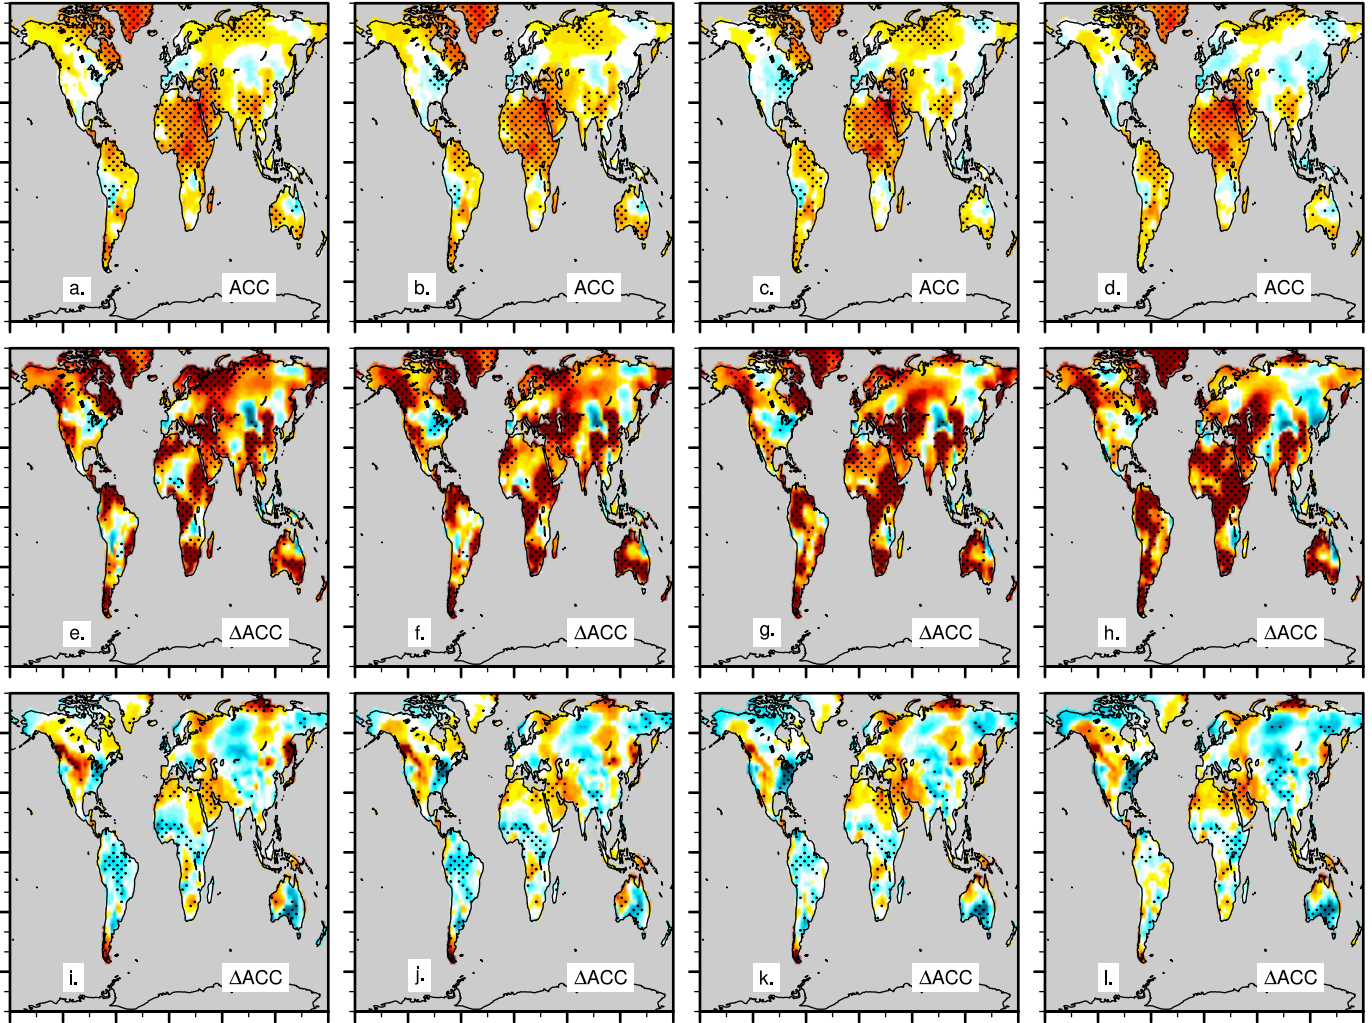 a. ACC b. ACC c. ACC d. ACC
e. ΔACC f. ΔACC g. ΔACC h. ΔACC
i. ΔACC j. ΔACC k. ΔACC l. ΔACC